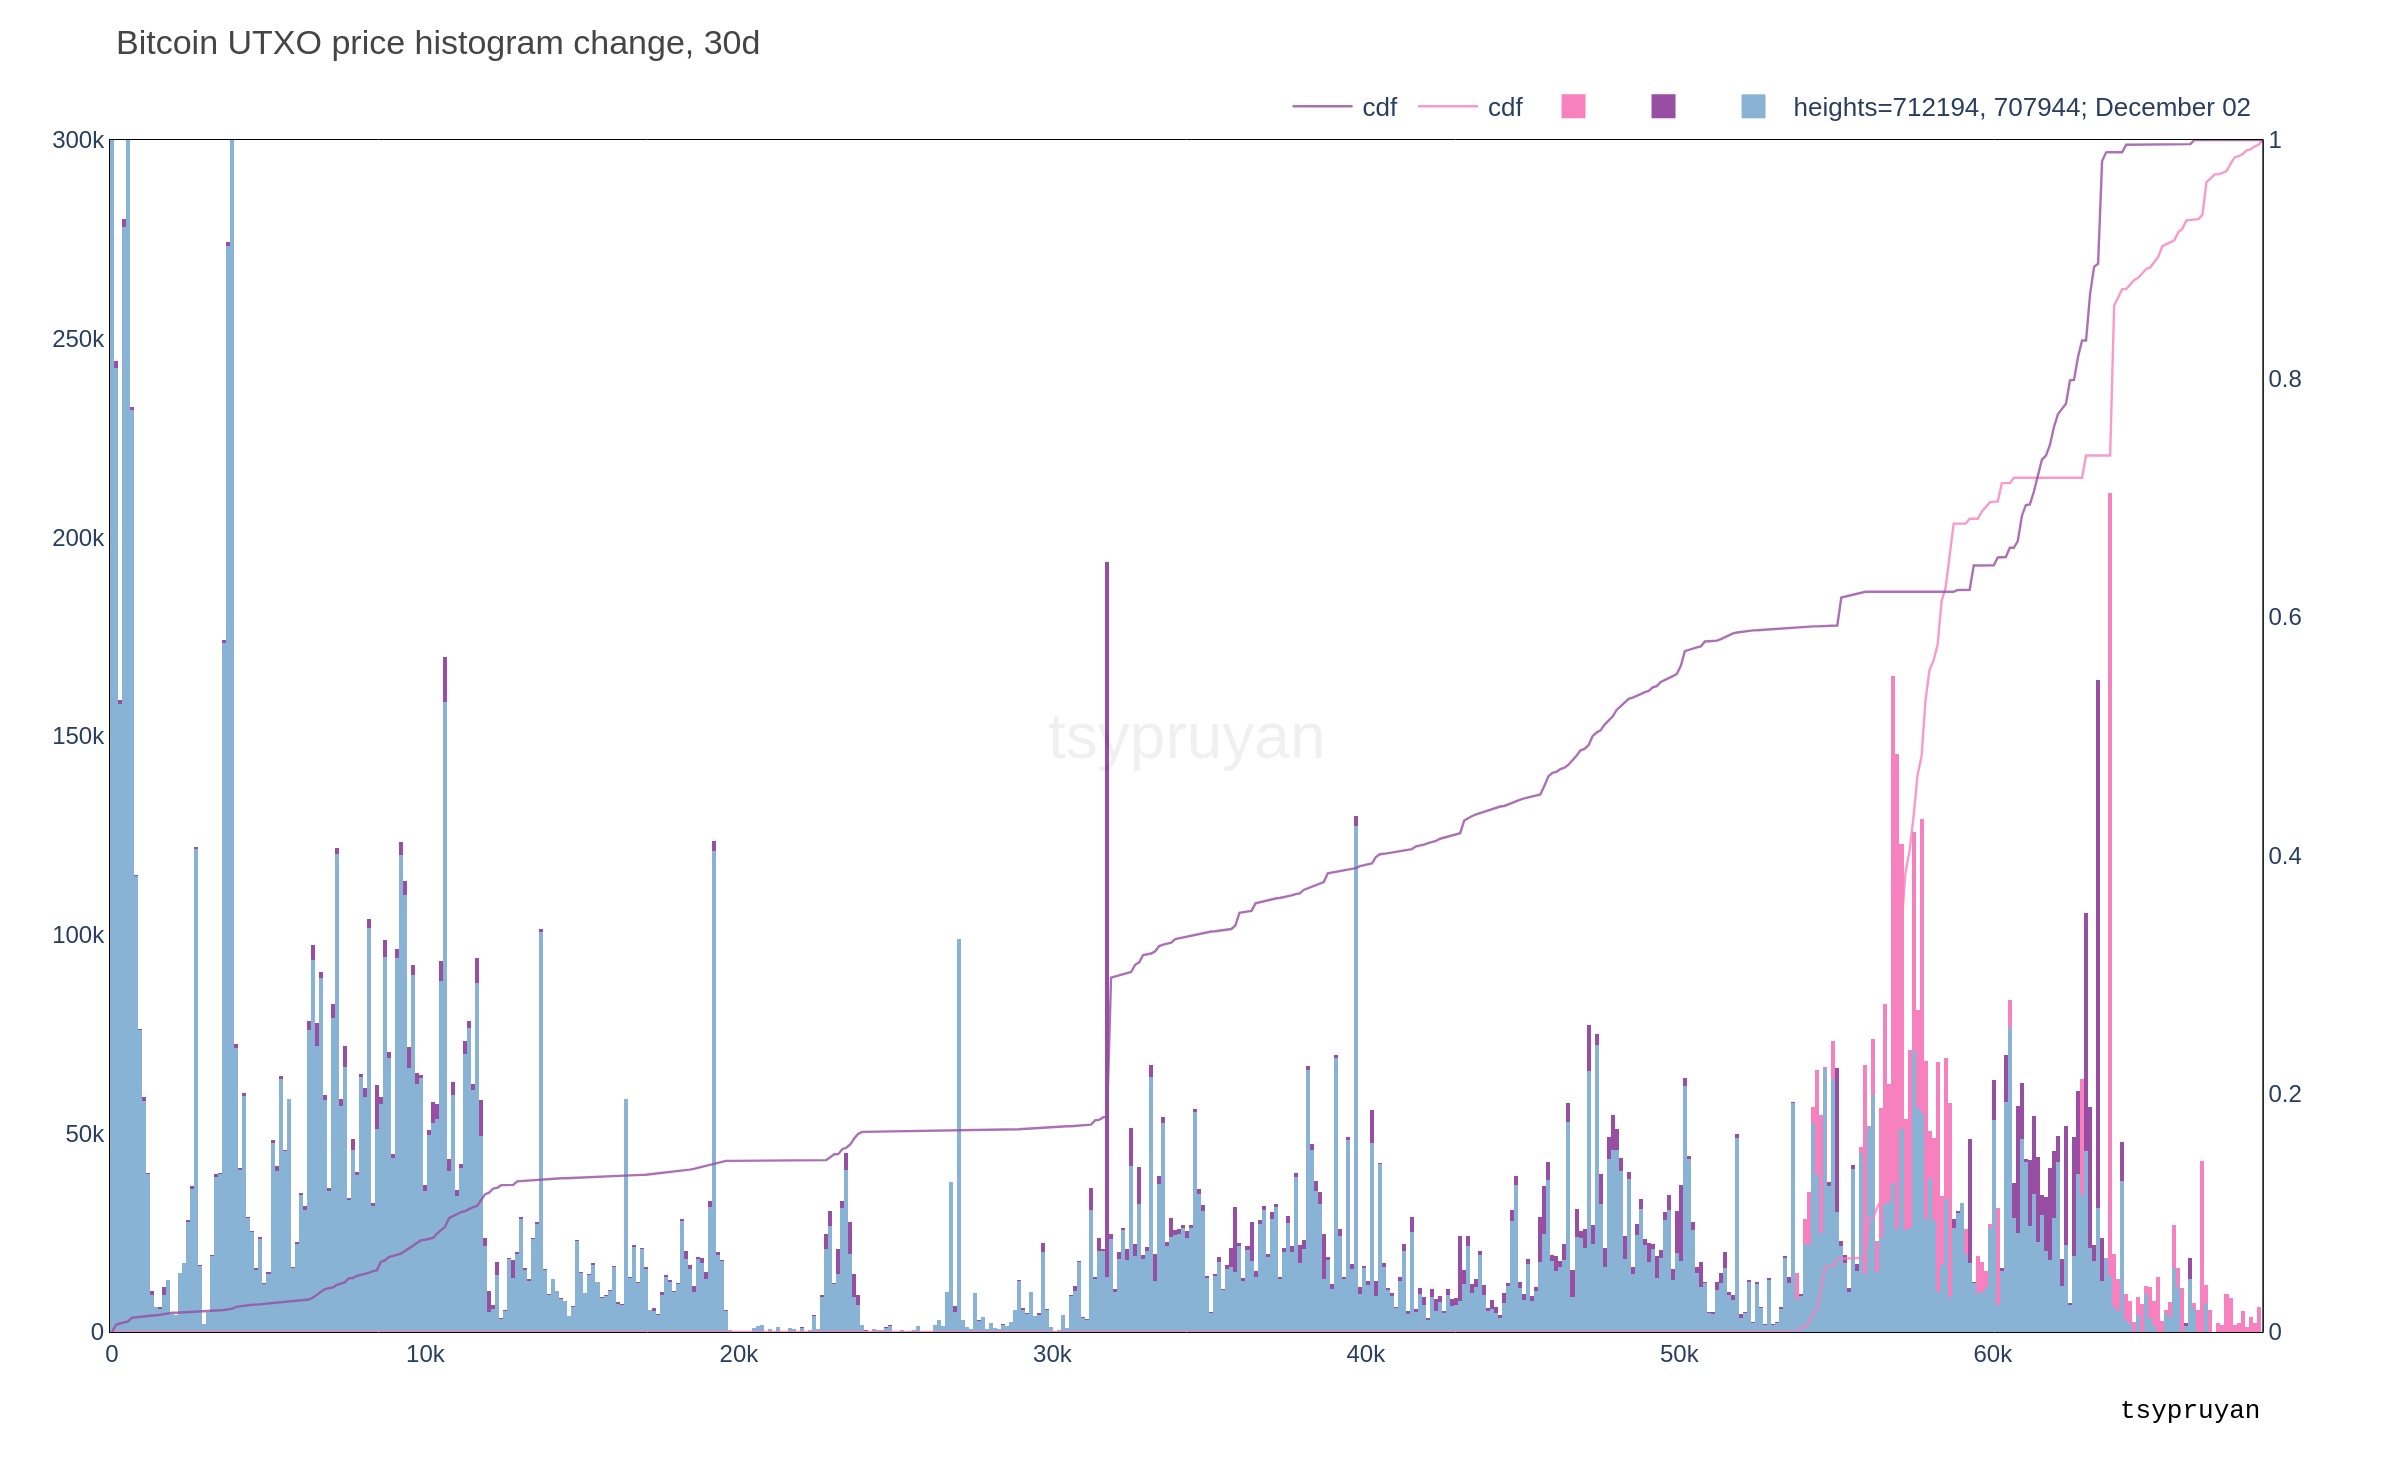 Bitcoin UTXO price histogram change, 30d
cdf cdf heights=712194, 707944; December 02
300k 1
250k
0.8
200k
0.6
150k
tsypruyan
0.4
100k
0.2
50k
0 0
0 10k 20k 30k 40k 50k 60k
tsypruyan